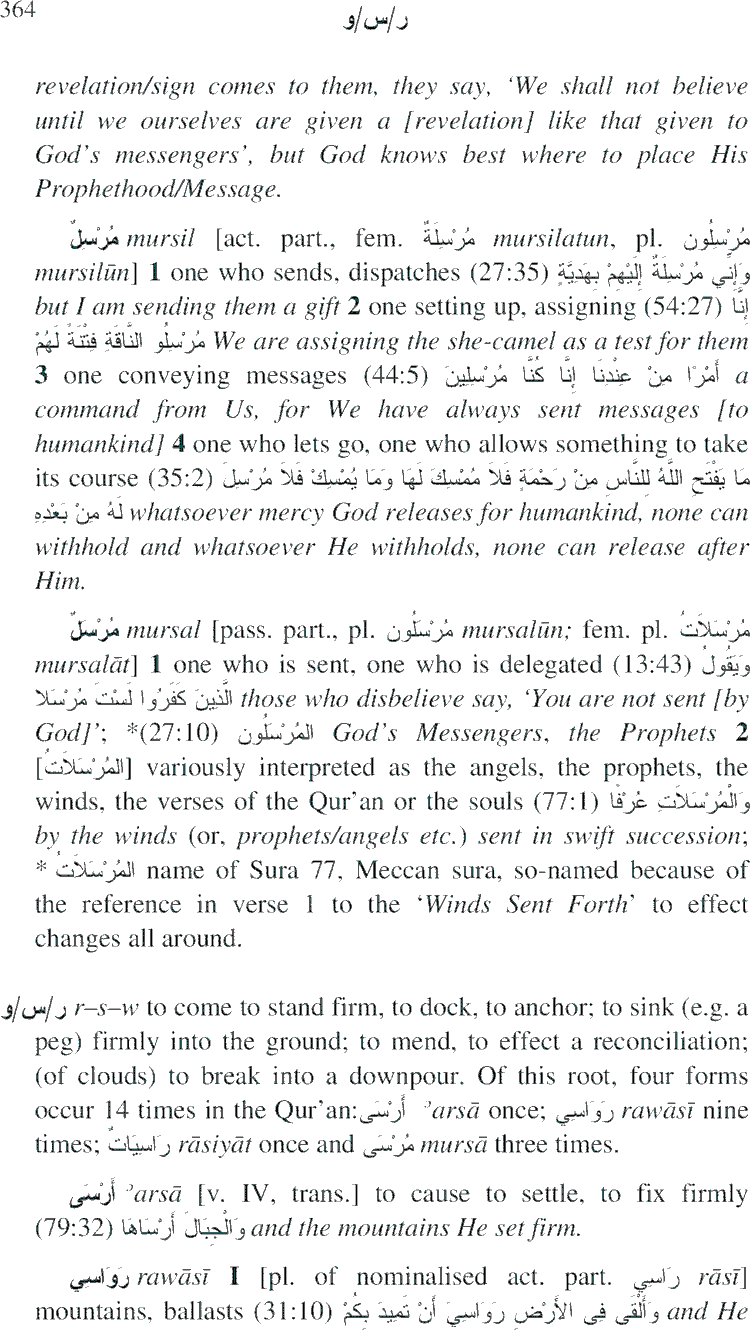 364
ر/س/و
revelation/sign comes to them, they say, ‘We shall not believe
until we ourselves are given a [revelation] like that given to
God’s messengers’, but God knows best where to place His
Prophethood/Message.
مُرْسِلٌ mursil [act. part., fem. مُرْسِلَةٌ mursilatun, pl. مُرْسِلُون
mursilūn] 1 one who sends, dispatches (27:35) وَإِنِّي مُرْسِلَةٌ إِلَيْهِمْ بِهَدِيَّةٍ
but I am sending them a gift 2 one setting up, assigning (54:27) إِنَّا
مُرْسِلُو النَّاقَةِ فِتْنَةً لَهُمْ We are assigning the she-camel as a test for them
3 one conveying messages (44:5) أَمْرًا مِنْ عِنْدِنَا إِنَّا كُنَّا مُرْسِلِينَ a
command from Us, for We have always sent messages [to
humankind] 4 one who lets go, one who allows something to take
its course (35:2) مَا يَفْتَحِ اللَّهُ لِلنَّاسِ مِنْ رَحْمَةٍ فَلاَ مُمْسِكَ لَهَا وَمَا يُمْسِكْ فَلاَ مُرْسِلَ
لَهُ مِنْ بَعْدِهِ whatsoever mercy God releases for humankind, none can
withhold and whatsoever He withholds, none can release after
Him.
مُرْسَلٌ mursal [pass. part., pl. مُرْسَلُون mursalūn; fem. pl. مُرْسَلاَتُ
mursalāt] 1 one who is sent, one who is delegated (13:43) وَيَقُولُ
الَّذِينَ كَفَرُوا لَسْتَ مُرْسَلا those who disbelieve say, ‘You are not sent [by
God]’; *(27:10) المُرْسَلُون God’s Messengers, the Prophets 2
[المُرْسَلاَتُ] variously interpreted as the angels, the prophets, the
winds, the verses of the Qur’an or the souls (77:1) وَالْمُرْسَلاَتِ عُرْفًا
by the winds (or, prophets/angels etc.) sent in swift succession;
* المُرْسَلاَتُ name of Sura 77, Meccan sura, so-named because of
the reference in verse 1 to the ‘Winds Sent Forth’ to effect
changes all around.
ر/س/و r–s–w to come to stand firm, to dock, to anchor; to sink (e.g. a
peg) firmly into the ground; to mend, to effect a reconciliation;
(of clouds) to break into a downpour. Of this root, four forms
occur 14 times in the Qur’an: أَرْسَى ʾarsā once; رَوَاسِي rawāsī nine
times; رَاسِيَاتٌ rāsiyāt once and مُرْسَى mursā three times.
أَرْسَى ʾarsā [v. IV, trans.] to cause to settle, to fix firmly
(79:32) وَالْجِبَالَ أَرْسَاهَا and the mountains He set firm.
رَوَاسِي rawāsī I [pl. of nominalised act. part. رَاسِي rāsī]
mountains, ballasts (31:10) وَأَلْقَى فِى الأَرْضِ رَوَاسِيَ أَنْ تَمِيدَ بِكُمْ and He